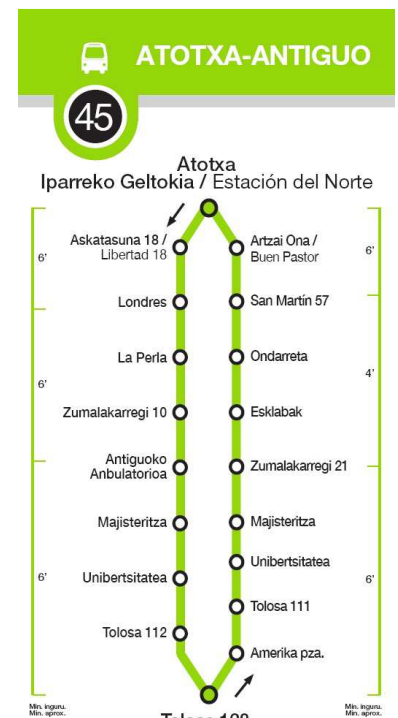 ATOTXA-ANTIGUO
45
Atotxa
Iparreko Geltokia / Estación del Norte
Askatasuna 18 /
Libertad 18
Londres
La Perla
Zumalakarregi 10
Antiguoko
Anbulatorioa
Majisteritza
Unibertsitatea
Tolosa 112
Artzai Ona /
Buen Pastor
San Martín 57
Ondarreta
Esklabak
Zumalakarregi 21
Majisteritza
Unibertsitatea
Tolosa 111
Amerika pza.
6'
6'
6'
6'
4'
6'
Min. inguru.
Min. aprox.
Min. inguru.
Min. aprox.
Tolosa